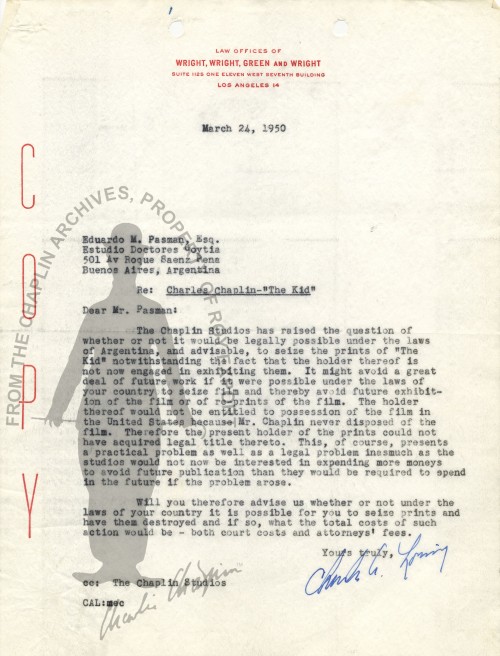 LAW OFFICES OF
WRIGHT, WRIGHT, GREEN AND WRIGHT
SUITE 1125 ONE ELEVEN WEST SEVENTH BUILDING
LOS ANGELES 14
March 24, 1950
COPY
FROM THE CHAPLIN ARCHIVES, PROPERTY OF RO
Eduardo M. Pasman, Esq.
Estudio Doctores Goytia
501 Av Roque Saenz Pena
Buenos Aires, Argentina
Re: Charles Chaplin-"The Kid"
Dear Mr. Pasman:
The Chaplin Studios has raised the question of
whether or not it would be legally possible under the laws
of Argentina, and advisable, to seize the prints of "The
Kid" notwithstanding the fact that the holder thereof is
not now engaged in exhibiting them. It might avoid a great
deal of future work if it were possible under the laws of
your country to seize film and thereby avoid future exhibit-
ion of the film or of re-prints of the film. The holder
thereof would not be entitled to possession of the film in
the United States because Mr. Chaplin never disposed of the
film. Therefore the present holder of the prints could not
have acquired legal title thereto. This, of course, presents
a practical problem as well as a legal problem inasmuch as the
studios would not now be interested in expending more moneys
to avoid future publication than they would be required to spend
in the future if the problem arose.
Will you therefore advise us whether or not under the
laws of your country it is possible for you to seize prints and
have them destroyed and if so, what the total costs of such
action would be - both court costs and attorneys' fees.
Yours truly,
Charles A.
cc: The Chaplin Studios
Charlie Chaplin
CAL:mec